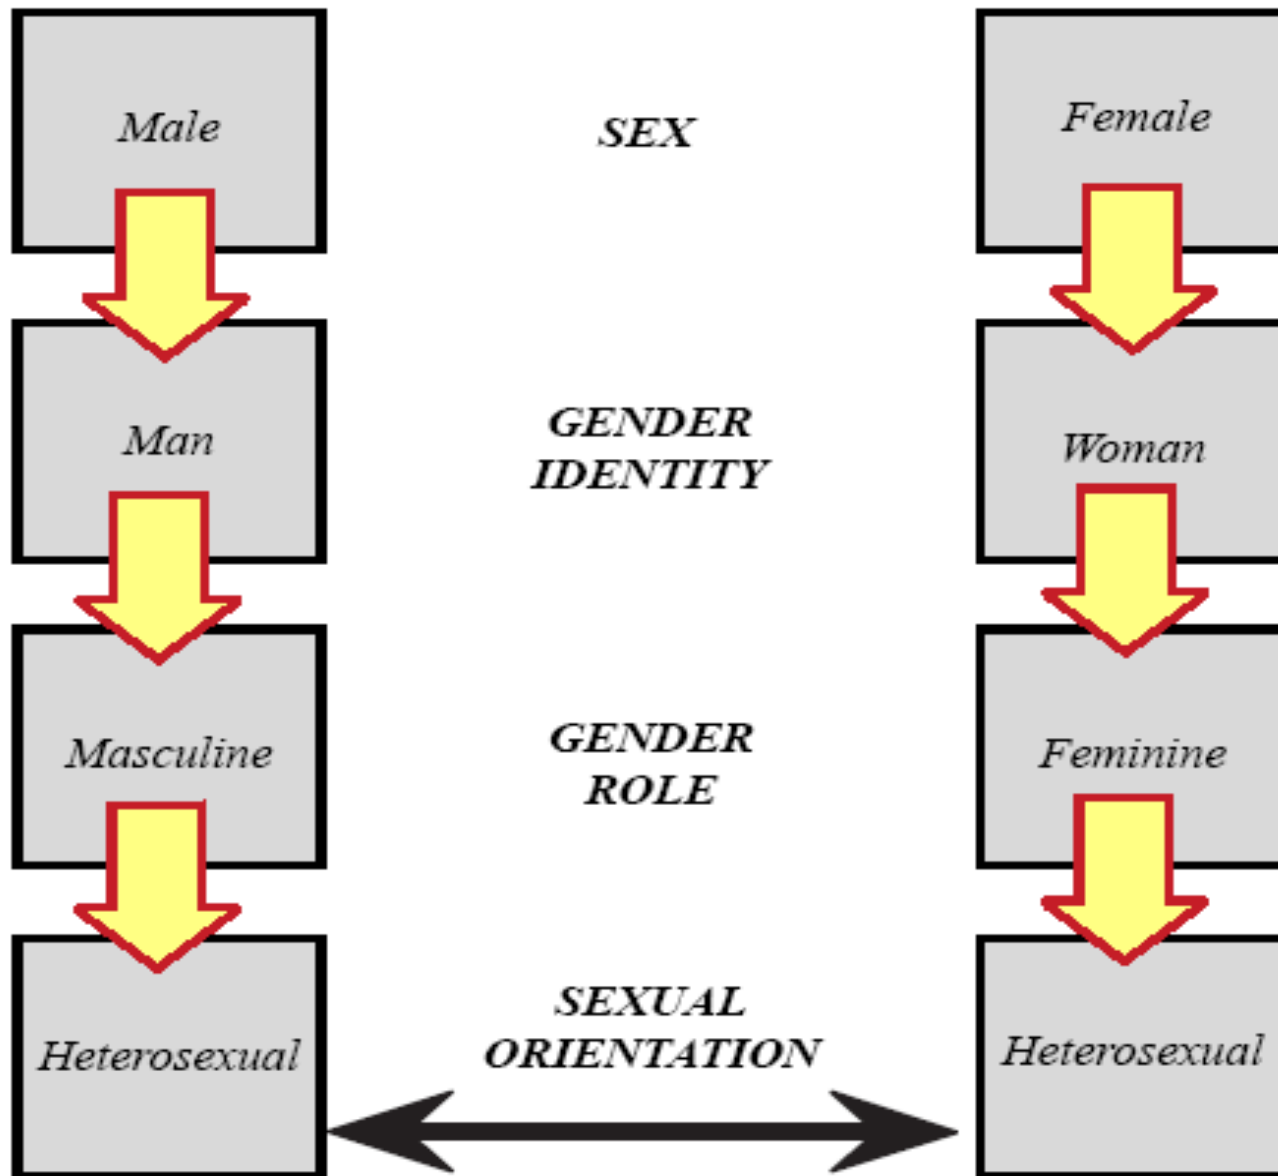 Male
SEX
Female
Man
GENDER
IDENTITY
Woman
Masculine
GENDER
ROLE
Feminine
Heterosexual
SEXUAL
ORIENTATION
Heterosexual